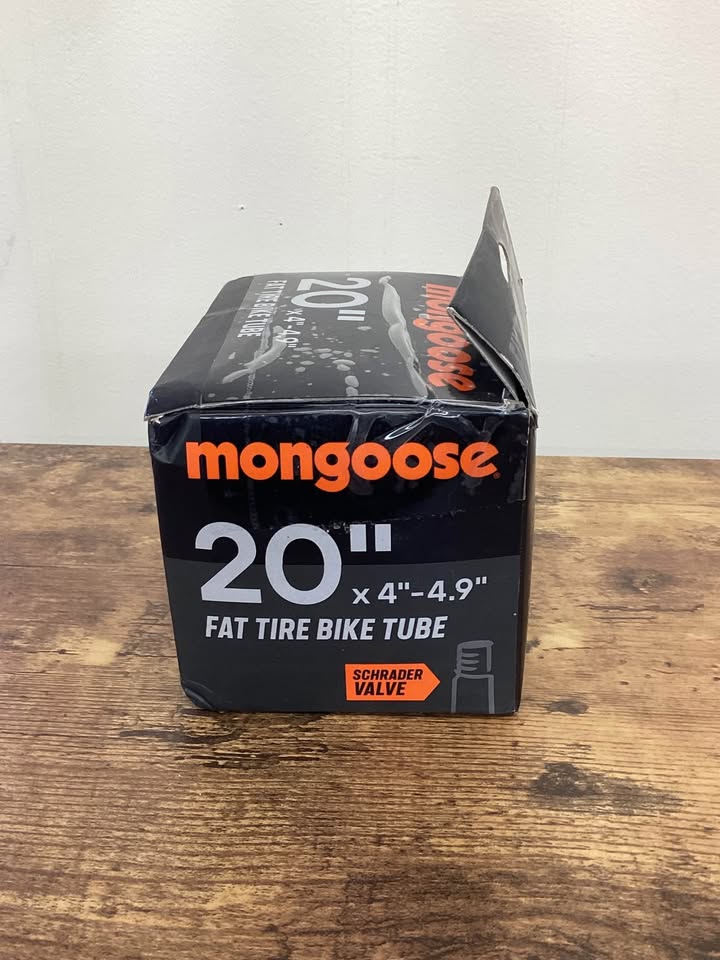 20"
x 4"-4.9"
FAT TIRE BIKE TUBE
mongoose
mongoose
20"
x 4"-4.9"
FAT TIRE BIKE TUBE
SCHRADER
VALVE